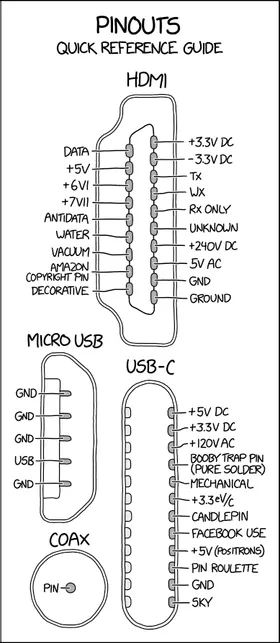 PINOUTS
QUICK REFERENCE GUIDE
HDMI
DATA
+5V
+6VI
+7VII
ANTIDATA
WATER
VACUUM
AMAZON
COPYRIGHT PIN
DECORATIVE
+3.3V DC
-3.3V DC
Tx
WX
Rx ONLY
UNKNOWN
+240V DC
5V AC
GND
GROUND
MICRO USB
GND
GND
GND
USB
GND
COAX
PIN
USB-C
+5V DC
+3.3V DC
+120V AC
BOOBY TRAP PIN
(PURE SOLDER)
MECHANICAL
+3.3 eV/C
CANDLEPIN
FACEBOOK USE
+5V (POSITRONS)
PIN ROULETTE
GND
SKY